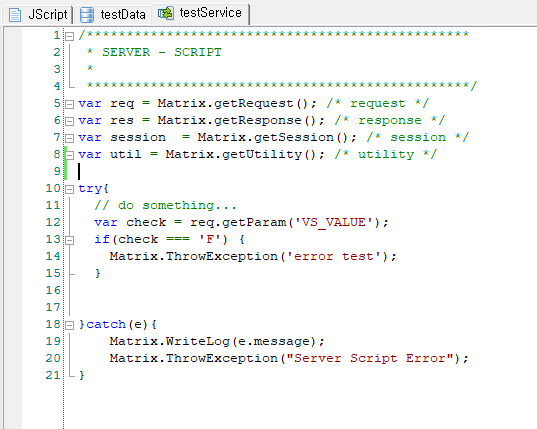 JScript testData testService
1 /*************************************************
2 * SERVER - SCRIPT
3 *
4 *************************************************/
5 var req = Matrix.getRequest(); /* request */
6 var res = Matrix.getResponse(); /* response */
7 var session  = Matrix.getSession(); /* session */
8 var util = Matrix.getUtility(); /* utility */
9
10 try{
11 // do something...
12 var check = req.getParam('VS_VALUE');
13 if(check === 'F') {
14 Matrix.ThrowException('error test');
15 }
16
17
18 }catch(e){
19 Matrix.WriteLog(e.message);
20 Matrix.ThrowException("Server Script Error");
21 }